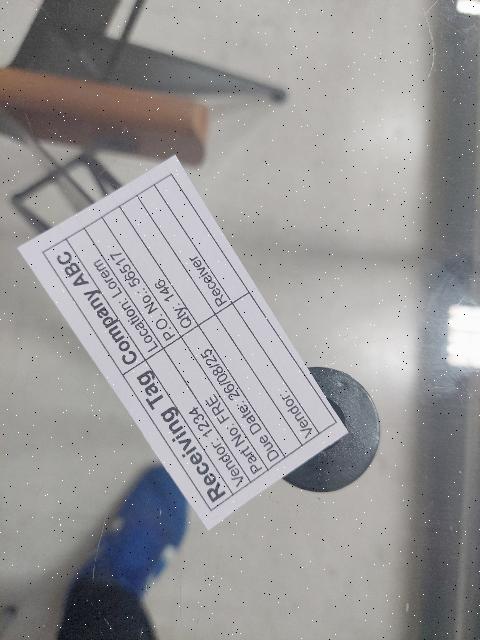 Receiving Tag Company ABC
Vendor: 1234 Location: Lorem
Part No.: FRE P.O. No.: 56517
Due Date: 26/08/25 Qty: 146
Receiver
Vendor: